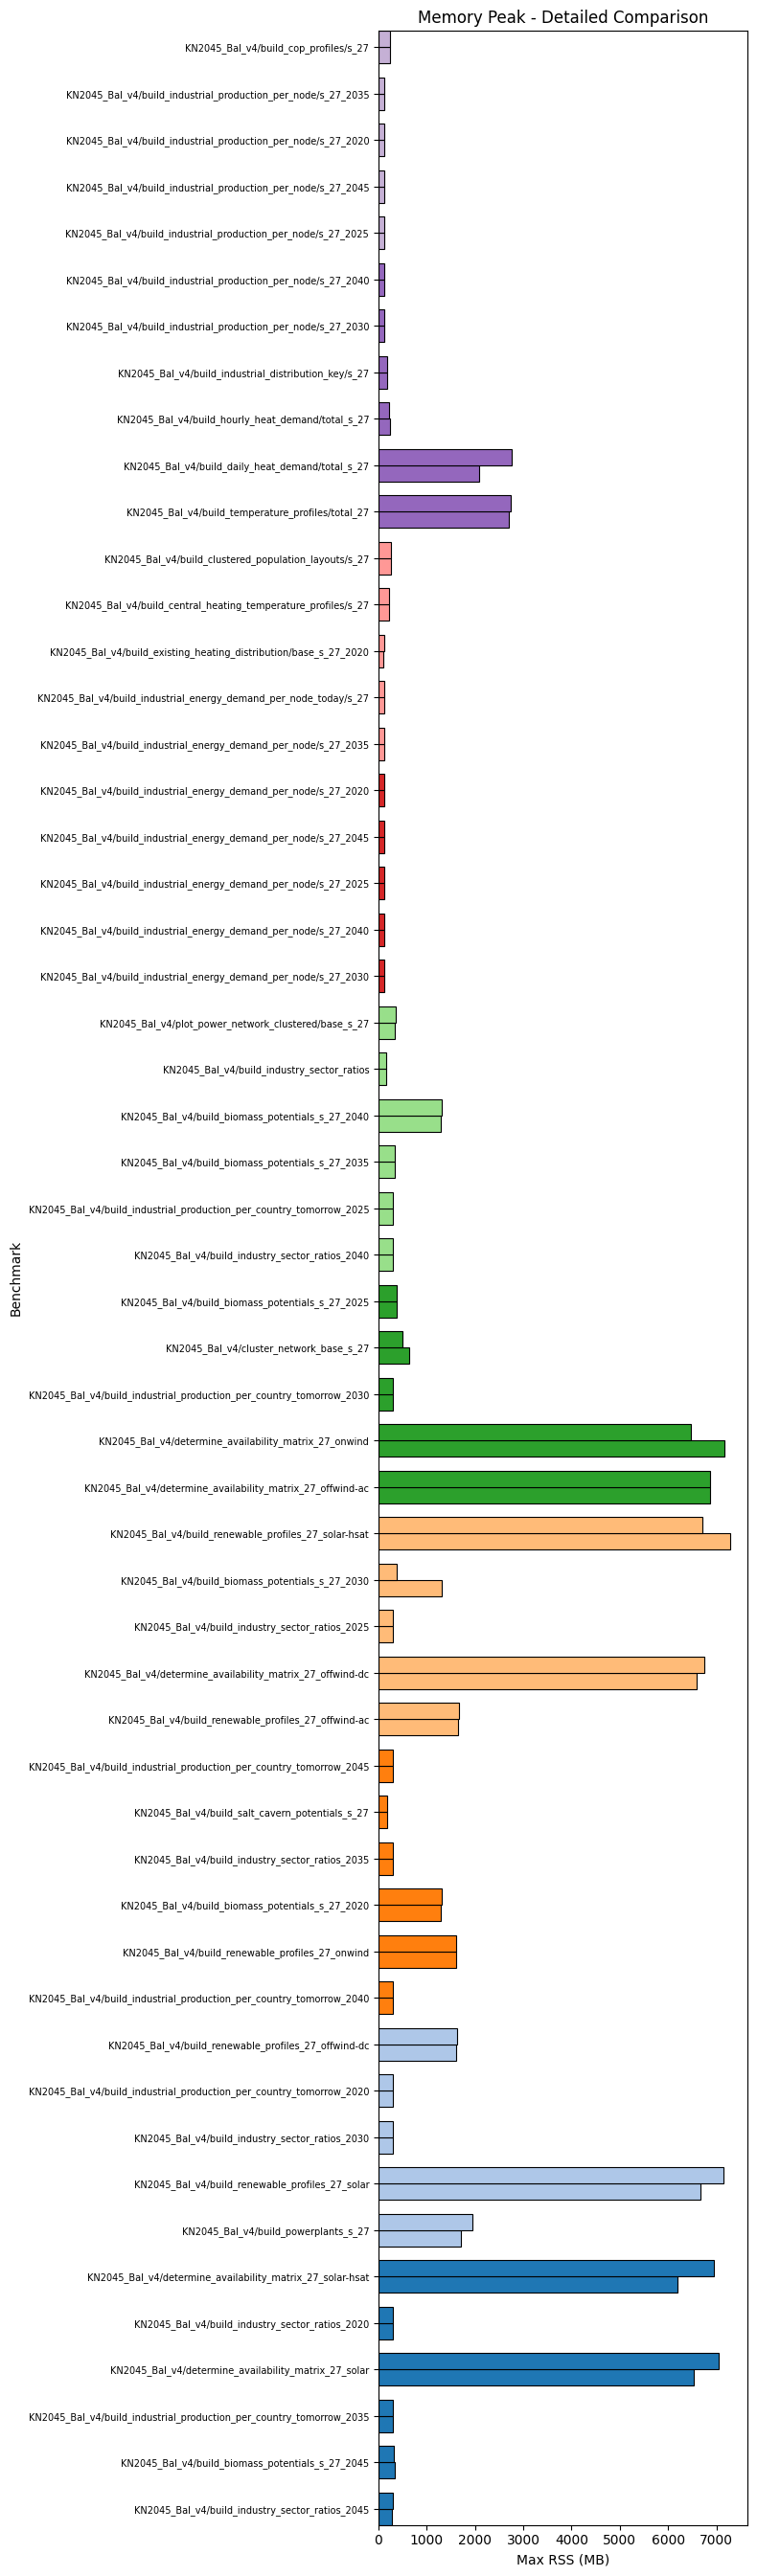 Memory Peak - Detailed Comparison
KN2045_Bal_v4/build_cop_profiles/s_27
KN2045_Bal_v4/build_industrial_production_per_node/s_27_2035
KN2045_Bal_v4/build_industrial_production_per_node/s_27_2020
KN2045_Bal_v4/build_industrial_production_per_node/s_27_2045
KN2045_Bal_v4/build_industrial_production_per_node/s_27_2025
KN2045_Bal_v4/build_industrial_production_per_node/s_27_2040
KN2045_Bal_v4/build_industrial_production_per_node/s_27_2030
KN2045_Bal_v4/build_industrial_distribution_key/s_27
KN2045_Bal_v4/build_hourly_heat_demand/total_s_27
KN2045_Bal_v4/build_daily_heat_demand/total_s_27
KN2045_Bal_v4/build_temperature_profiles/total_27
KN2045_Bal_v4/build_clustered_population_layouts/s_27
KN2045_Bal_v4/build_central_heating_temperature_profiles/s_27
KN2045_Bal_v4/build_existing_heating_distribution/base_s_27_2020
KN2045_Bal_v4/build_industrial_energy_demand_per_node_today/s_27
KN2045_Bal_v4/build_industrial_energy_demand_per_node/s_27_2035
KN2045_Bal_v4/build_industrial_energy_demand_per_node/s_27_2020
KN2045_Bal_v4/build_industrial_energy_demand_per_node/s_27_2045
KN2045_Bal_v4/build_industrial_energy_demand_per_node/s_27_2025
KN2045_Bal_v4/build_industrial_energy_demand_per_node/s_27_2040
KN2045_Bal_v4/build_industrial_energy_demand_per_node/s_27_2030
KN2045_Bal_v4/plot_power_network_clustered/base_s_27
KN2045_Bal_v4/build_industry_sector_ratios
KN2045_Bal_v4/build_biomass_potentials_s_27_2040
KN2045_Bal_v4/build_biomass_potentials_s_27_2035
KN2045_Bal_v4/build_industrial_production_per_country_tomorrow_2025
KN2045_Bal_v4/build_industry_sector_ratios_2040
KN2045_Bal_v4/build_biomass_potentials_s_27_2025
KN2045_Bal_v4/cluster_network_base_s_27
KN2045_Bal_v4/build_industrial_production_per_country_tomorrow_2030
KN2045_Bal_v4/determine_availability_matrix_27_onwind
KN2045_Bal_v4/determine_availability_matrix_27_offwind-ac
KN2045_Bal_v4/build_renewable_profiles_27_solar-hsat
KN2045_Bal_v4/build_biomass_potentials_s_27_2030
KN2045_Bal_v4/build_industry_sector_ratios_2025
KN2045_Bal_v4/determine_availability_matrix_27_offwind-dc
KN2045_Bal_v4/build_renewable_profiles_27_offwind-ac
KN2045_Bal_v4/build_industrial_production_per_country_tomorrow_2045
KN2045_Bal_v4/build_salt_cavern_potentials_s_27
KN2045_Bal_v4/build_industry_sector_ratios_2035
KN2045_Bal_v4/build_biomass_potentials_s_27_2020
KN2045_Bal_v4/build_renewable_profiles_27_onwind
KN2045_Bal_v4/build_industrial_production_per_country_tomorrow_2040
KN2045_Bal_v4/build_renewable_profiles_27_offwind-dc
KN2045_Bal_v4/build_industrial_production_per_country_tomorrow_2020
KN2045_Bal_v4/build_industry_sector_ratios_2030
KN2045_Bal_v4/build_renewable_profiles_27_solar
KN2045_Bal_v4/build_powerplants_s_27
KN2045_Bal_v4/determine_availability_matrix_27_solar-hsat
KN2045_Bal_v4/build_industry_sector_ratios_2020
KN2045_Bal_v4/determine_availability_matrix_27_solar
KN2045_Bal_v4/build_industrial_production_per_country_tomorrow_2035
KN2045_Bal_v4/build_biomass_potentials_s_27_2045
KN2045_Bal_v4/build_industry_sector_ratios_2045
Benchmark
0 1000 2000 3000 4000 5000 6000 7000
Max RSS (MB)